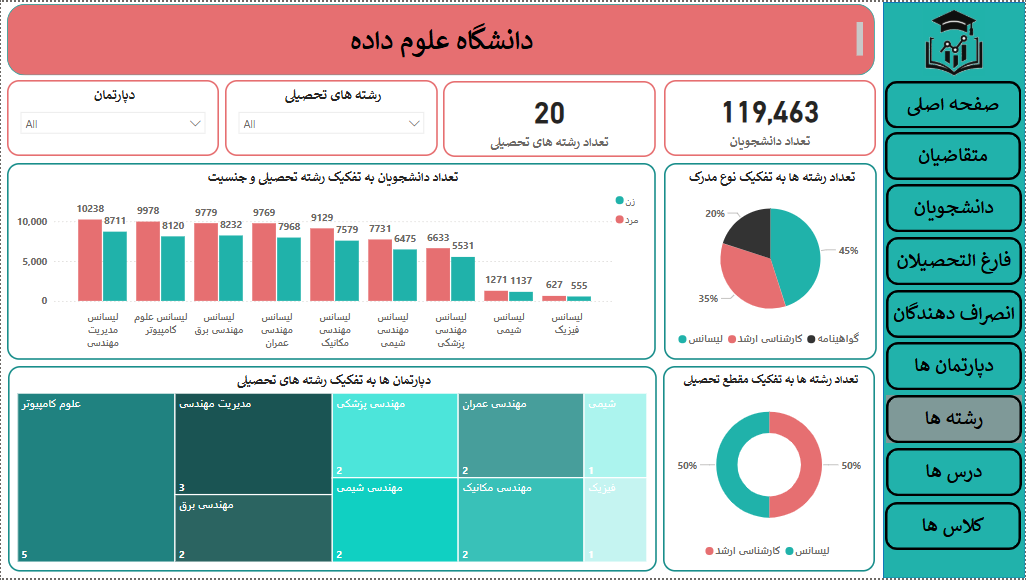 دانشگاه علوم داده
صفحه اصلی
متقاضیان
دانشجویان
فارغ التحصیلان
انصراف دهندگان
دپارتمان ها
رشته ها
درس ها
کلاس ها
119,463
تعداد دانشجویان
20
تعداد رشته های تحصیلی
رشته های تحصیلی
All
دپارتمان
All
تعداد رشته ها به تفکیک نوع مدرک
20%
45%
35%
لیسانس
کارشناسی ارشد
گواهینامه
تعداد دانشجویان به تفکیک رشته تحصیلی و جنسیت
زن
مرد
10,000
5,000
0
10238 8711
9978 8120
9779 8232
9769 7968
9129 7579
7731 6475
6633 5531
1271 1137
627 555
لیسانس مدیریت مهندسی
لیسانس علوم کامپیوتر
لیسانس مهندسی برق
لیسانس مهندسی عمران
لیسانس مهندسی مکانیک
لیسانس مهندسی شیمی
لیسانس مهندسی پزشکی
لیسانس شیمی
لیسانس فیزیک
تعداد رشته ها به تفکیک مقطع تحصیلی
50%
50%
کارشناسی ارشد
لیسانس
دپارتمان ها به تفکیک رشته های تحصیلی
علوم کامپیوتر
5
مدیریت مهندسی
3
مهندسی برق
2
مهندسی پزشکی
2
مهندسی شیمی
2
مهندسی عمران
2
مهندسی مکانیک
2
شیمی
1
فیزیک
1